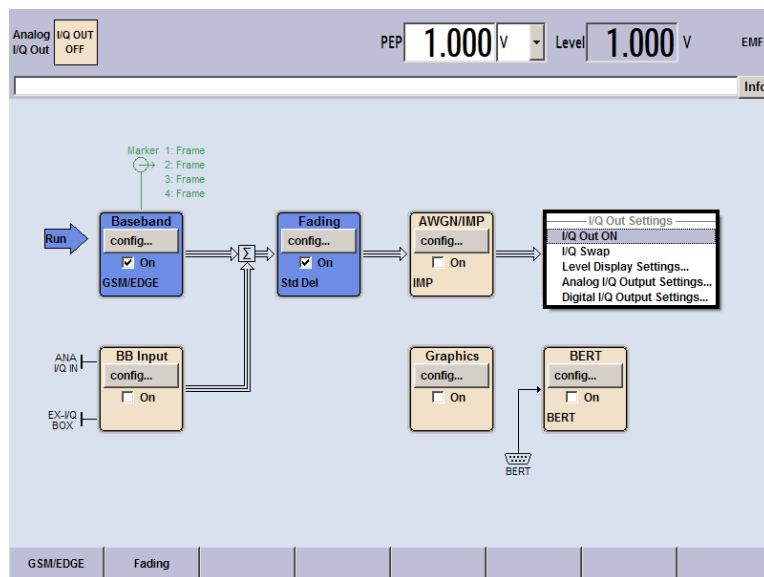 Analog I/Q Out
I/Q OUT OFF
PEP 1.000 V Level 1.000 V EMF
Info
Marker 1: Frame
2: Frame
3: Frame
4: Frame
Run
Baseband
config...
On
GSM/EDGE
Σ
Fading
config...
On
Std Del
AWGN/IMP
config...
On
IMP
I/Q Out Settings
I/Q Out ON
I/Q Swap
Level Display Settings...
Analog I/Q Output Settings...
Digital I/Q Output Settings...
ANA
I/Q IN
EX-I/Q
BOX
BB Input
config...
On
Graphics
config...
On
BERT
config...
On
BERT
BERT
GSM/EDGE Fading